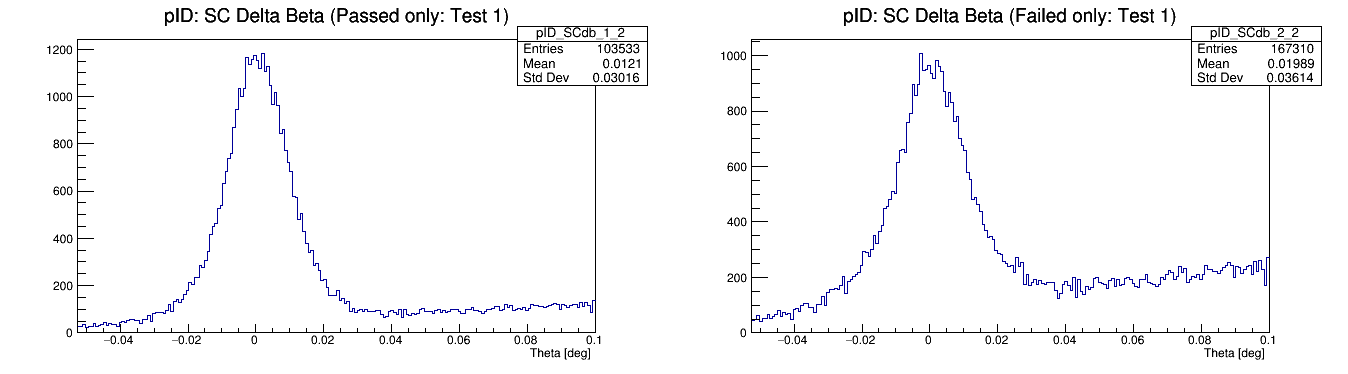 pID: SC Delta Beta (Passed only: Test 1)
pID_SCdb_1_2
Entries 103533
Mean 0.0121
Std Dev 0.03016
1200
1000
800
600
400
200
0
−0.04 −0.02 0 0.02 0.04 0.06 0.08 0.1
Theta [deg]
pID: SC Delta Beta (Failed only: Test 1)
pID_SCdb_2_2
Entries 167310
Mean 0.01989
Std Dev 0.03614
1000
800
600
400
200
0
−0.04 −0.02 0 0.02 0.04 0.06 0.08 0.1
Theta [deg]